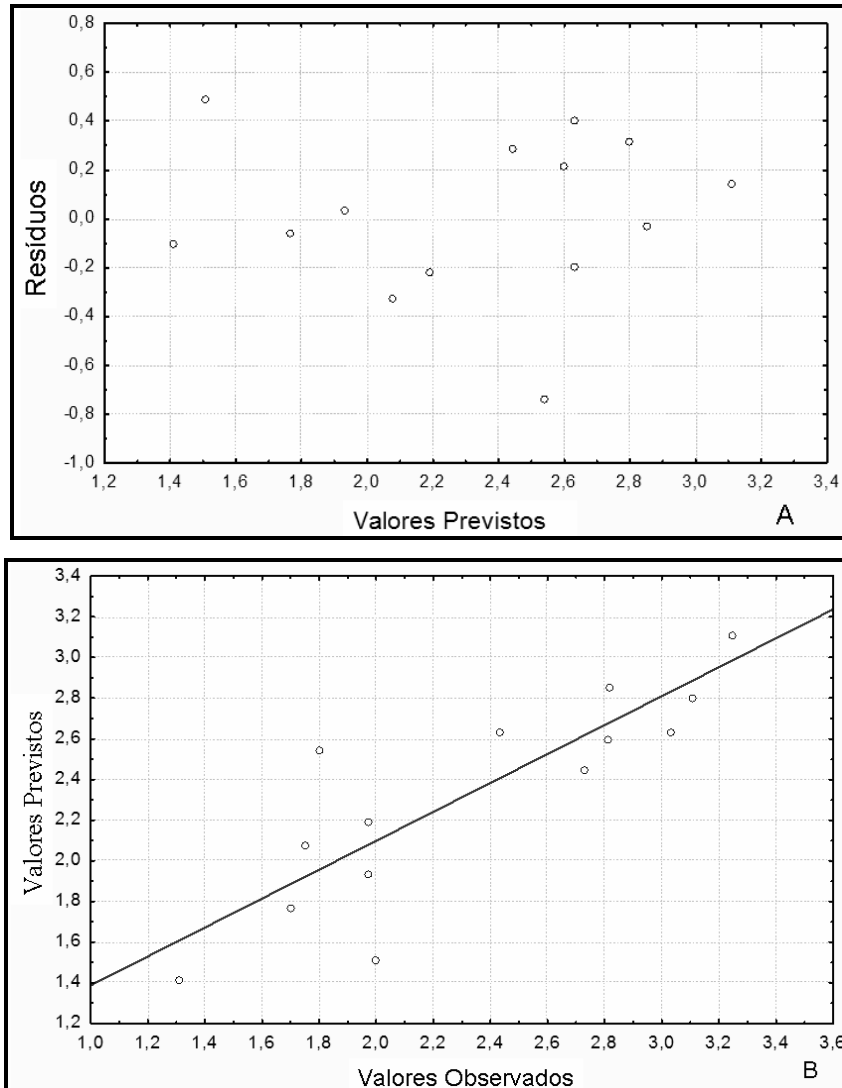 0,8
0,6
0,4
0,2
0,0
-0,2
-0,4
-0,6
-0,8
-1,0
Resíduos
1,2 1,4 1,6 1,8 2,0 2,2 2,4 2,6 2,8 3,0 3,2 3,4
Valores Previstos
A
3,4
3,2
3,0
2,8
2,6
2,4
2,2
2,0
1,8
1,6
1,4
1,2
Valores Previstos
1,0 1,2 1,4 1,6 1,8 2,0 2,2 2,4 2,6 2,8 3,0 3,2 3,4 3,6
Valores Observados
B